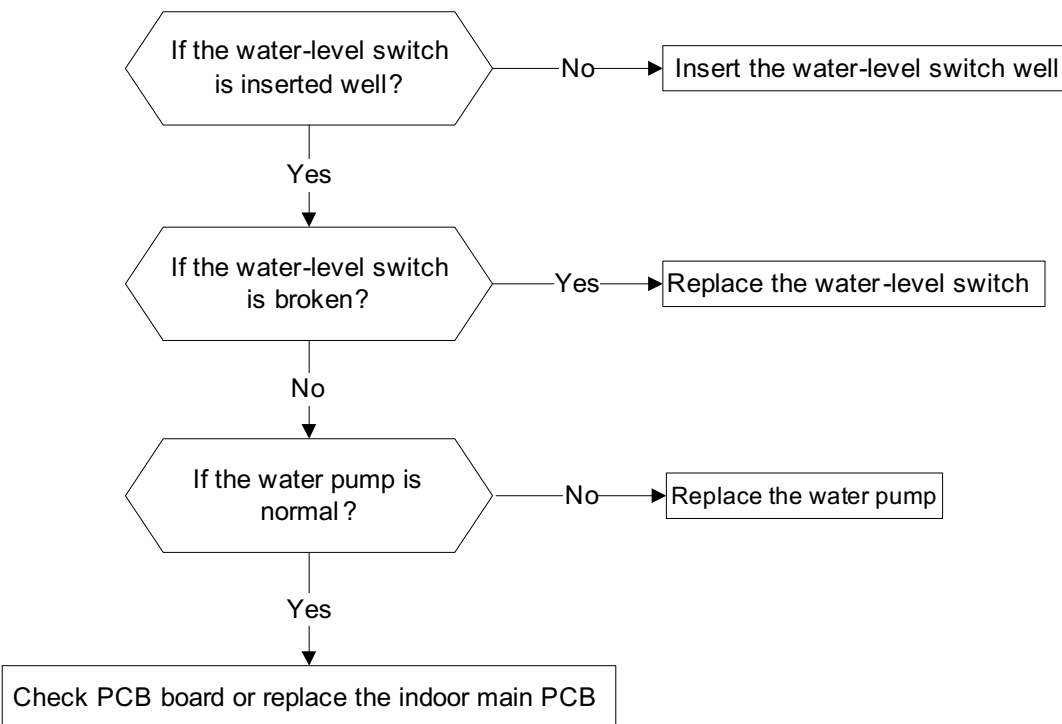 If the water-level switch
is inserted well?
No
Insert the water-level switch well
Yes
If the water-level switch
is broken?
Yes
Replace the water-level switch
No
If the water pump is
normal?
No
Replace the water pump
Yes
Check PCB board or replace the indoor main PCB